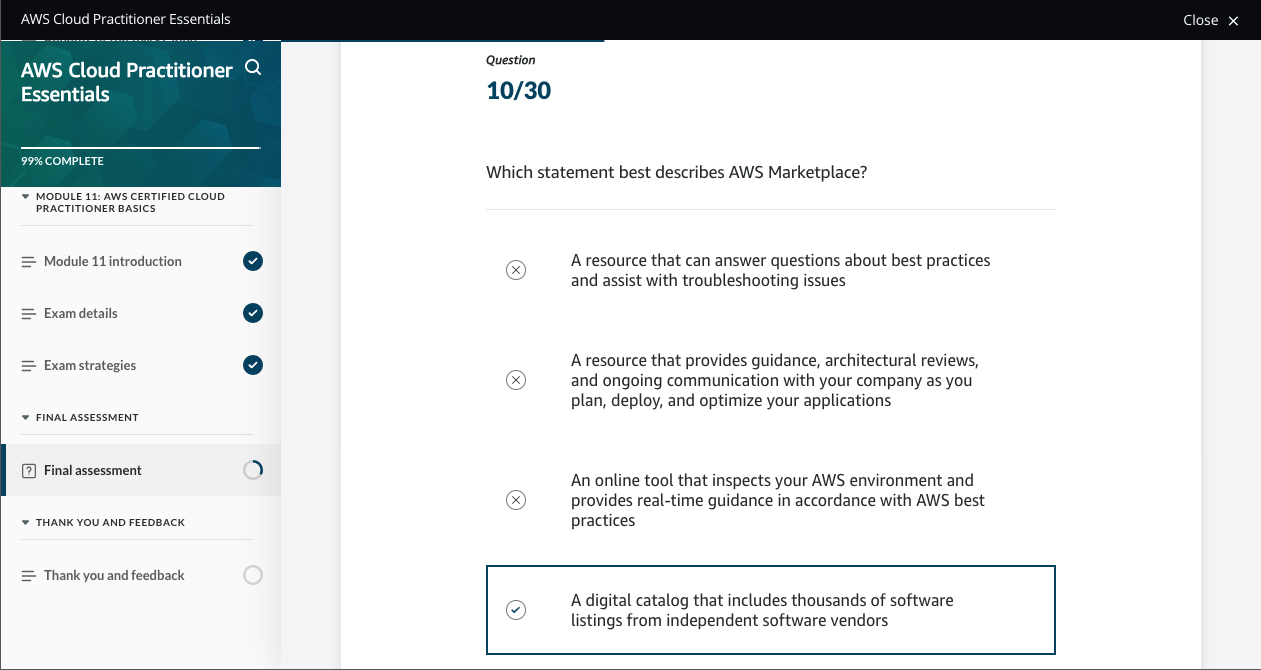 AWS Cloud Practitioner Essentials
Close
AWS Cloud Practitioner
Essentials
99% COMPLETE
MODULE 11: AWS CERTIFIED CLOUD
PRACTITIONER BASICS
Module 11 introduction
Exam details
Exam strategies
FINAL ASSESSMENT
Final assessment
THANK YOU AND FEEDBACK
Thank you and feedback
Question
10/30
Which statement best describes AWS Marketplace?
A resource that can answer questions about best practices
and assist with troubleshooting issues
A resource that provides guidance, architectural reviews,
and ongoing communication with your company as you
plan, deploy, and optimize your applications
An online tool that inspects your AWS environment and
provides real-time guidance in accordance with AWS best
practices
A digital catalog that includes thousands of software
listings from independent software vendors